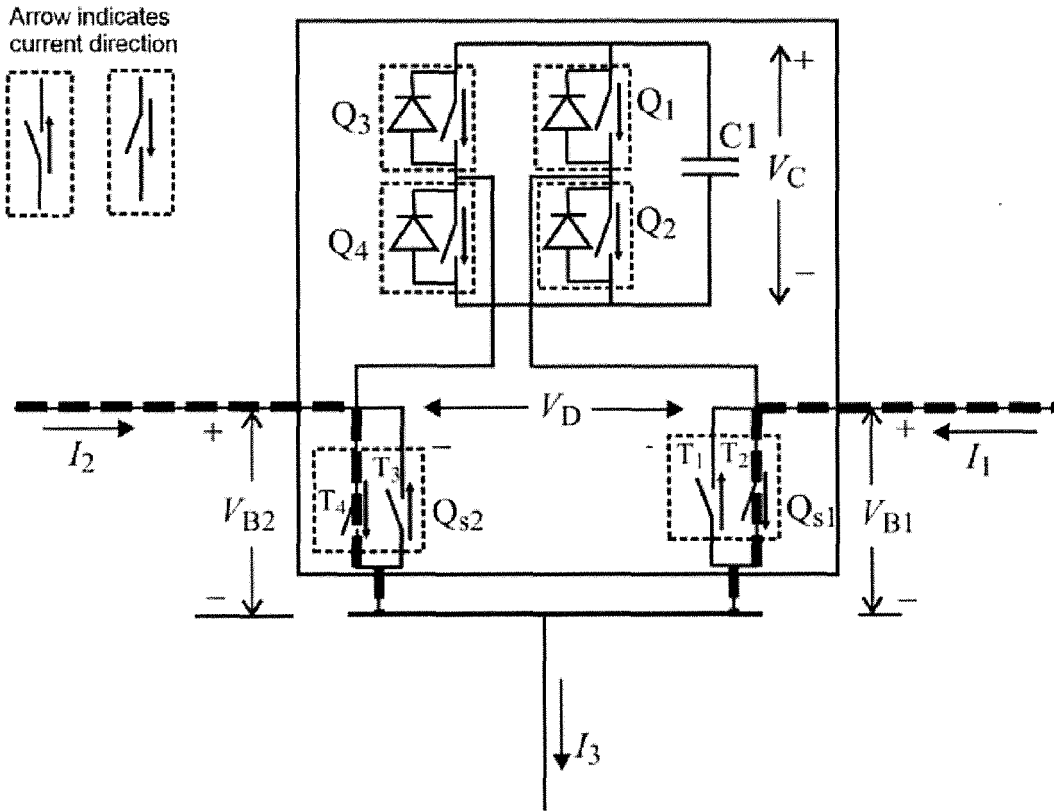 Arrow indicates
current direction
Q3
Q1
C1
+
VC
−
Q4
Q2
VD
I2
+
−
-
+
I1
VB2
T4
T3
Qs2
T1
T2
Qs1
VB1
−
−
I3